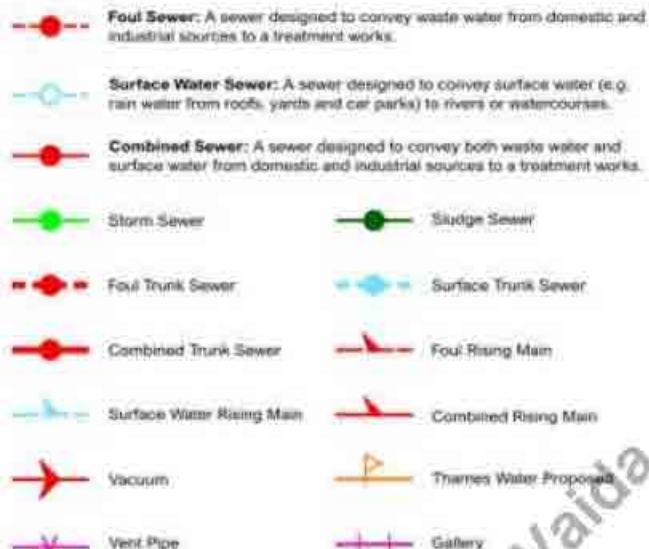 Foul Sewer: A sewer designed to convey waste water from domestic and
industrial sources to a treatment works.
Surface Water Sewer: A sewer designed to convey surface water (e.g.
rain water from roofs, yards and car parks) to rivers or watercourses.
Combined Sewer: A sewer designed to convey both waste water and
surface water from domestic and industrial sources to a treatment works.
Storm Sewer
Sludge Sewer
Foul Trunk Sewer
Surface Trunk Sewer
Combined Trunk Sewer
Foul Rising Main
Surface Water Rising Main
Combined Rising Main
Vacuum
Thames Water Proposed
Vent Pipe
Gallery
Vaida